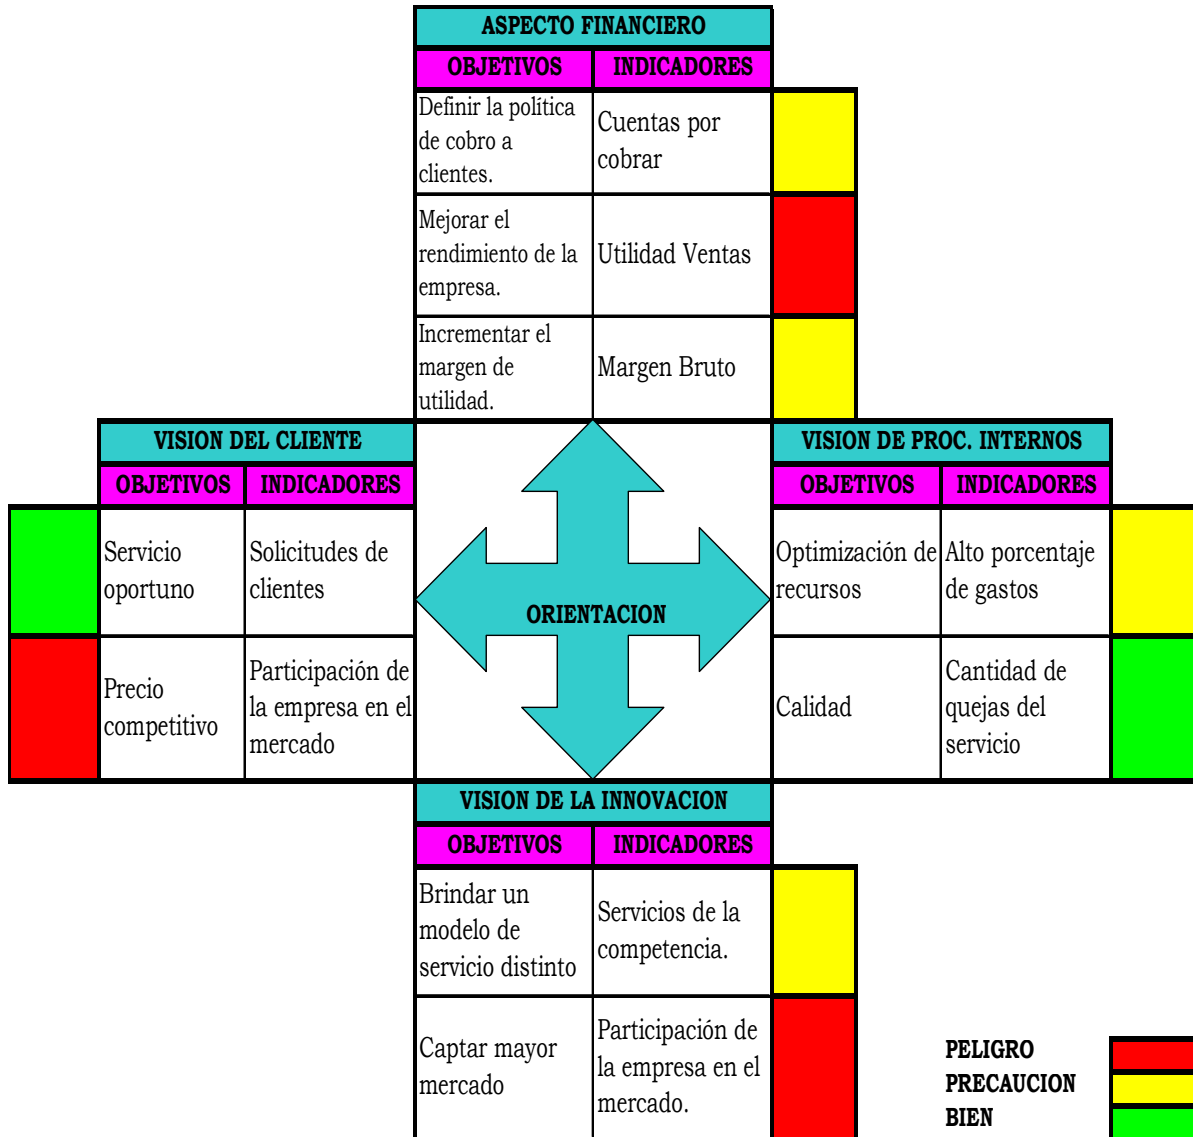 ASPECTO FINANCIERO
OBJETIVOS
INDICADORES
Definir la política
de cobro a
clientes.
Cuentas por
cobrar
Mejorar el
rendimiento de la
empresa.
Utilidad Ventas
Incrementar el
margen de
utilidad.
Margen Bruto
VISION DEL CLIENTE
OBJETIVOS
INDICADORES
Servicio
oportuno
Solicitudes de
clientes
Precio
competitivo
Participación de
la empresa en el
mercado
ORIENTACION
VISION DE PROC. INTERNOS
OBJETIVOS
INDICADORES
Optimización de
recursos
Alto porcentaje
de gastos
Calidad
Cantidad de
quejas del
servicio
VISION DE LA INNOVACION
OBJETIVOS
INDICADORES
Brindar un
modelo de
servicio distinto
Servicios de la
competencia.
Captar mayor
mercado
Participación de
la empresa en el
mercado.
PELIGRO
PRECAUCION
BIEN